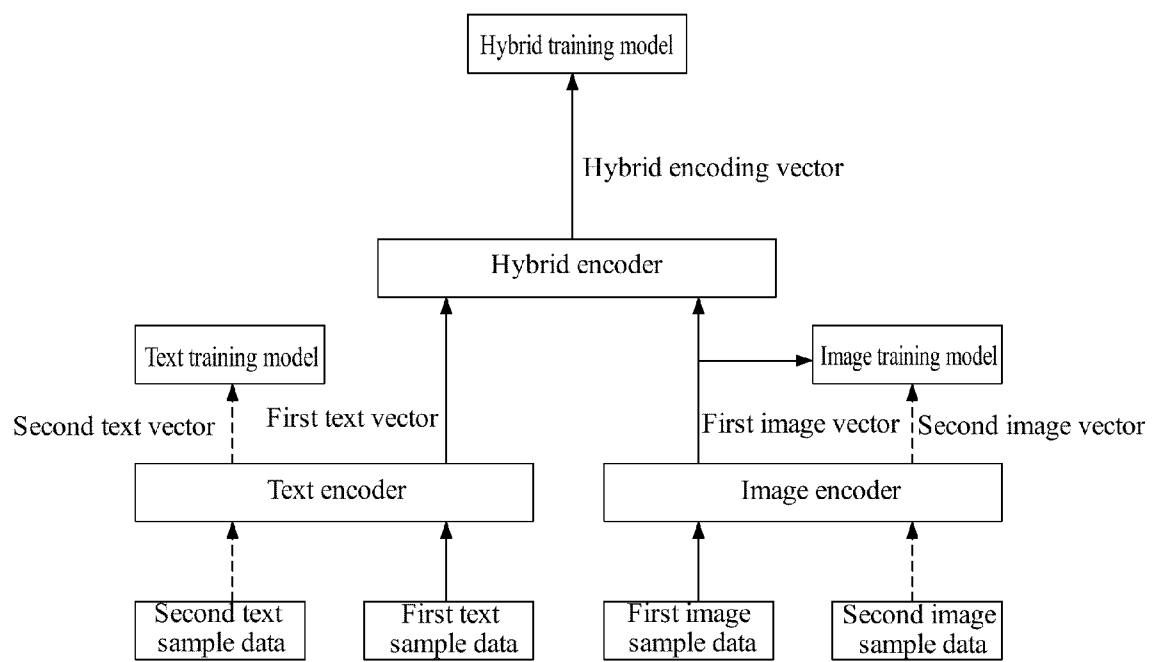 Hybrid training model
Hybrid encoding vector
Hybrid encoder
Text training model
Image training model
Second text vector
First text vector
First image vector
Second image vector
Text encoder
Image encoder
Second text
sample data
First text
sample data
First image
sample data
Second image
sample data